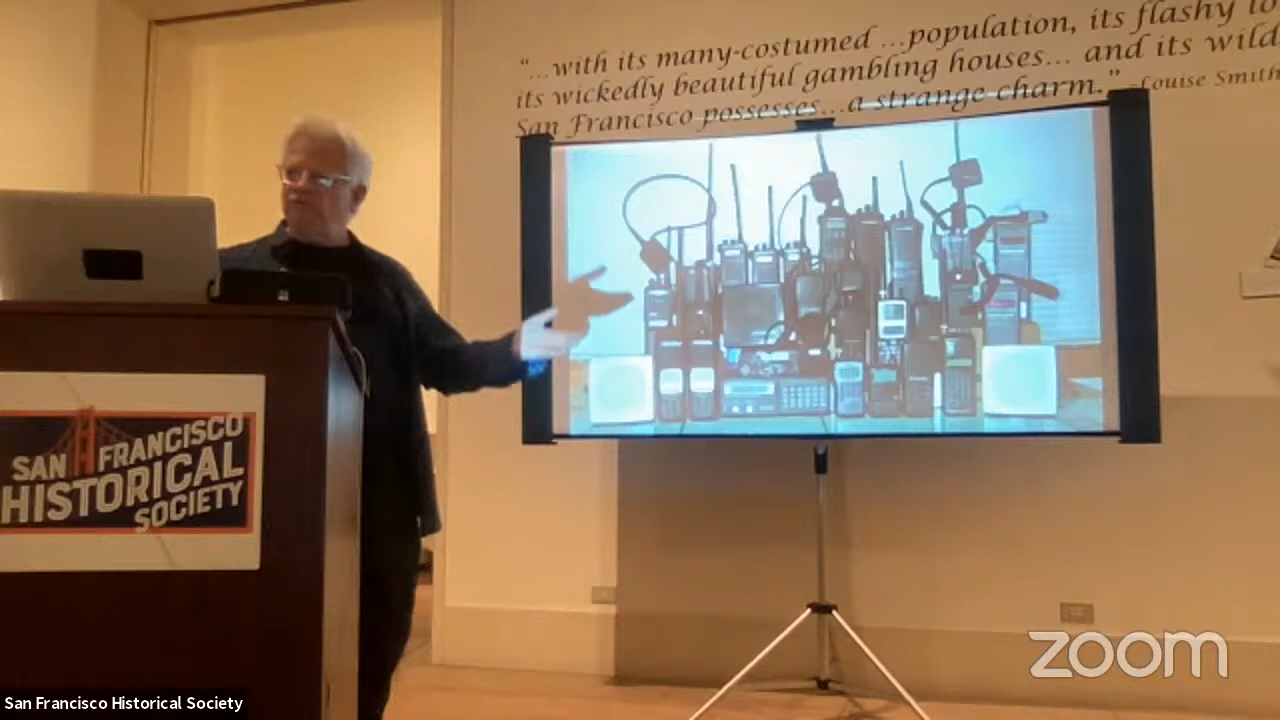 “...with its many-costumed ...population, its flashy
its wickedly beautiful gambling houses... and its wild
San Francisco possesses...a strange charm.” ~Louise Smith
SAN FRANCISCO
HISTORICAL
SOCIETY
zoom
San Francisco Historical Society